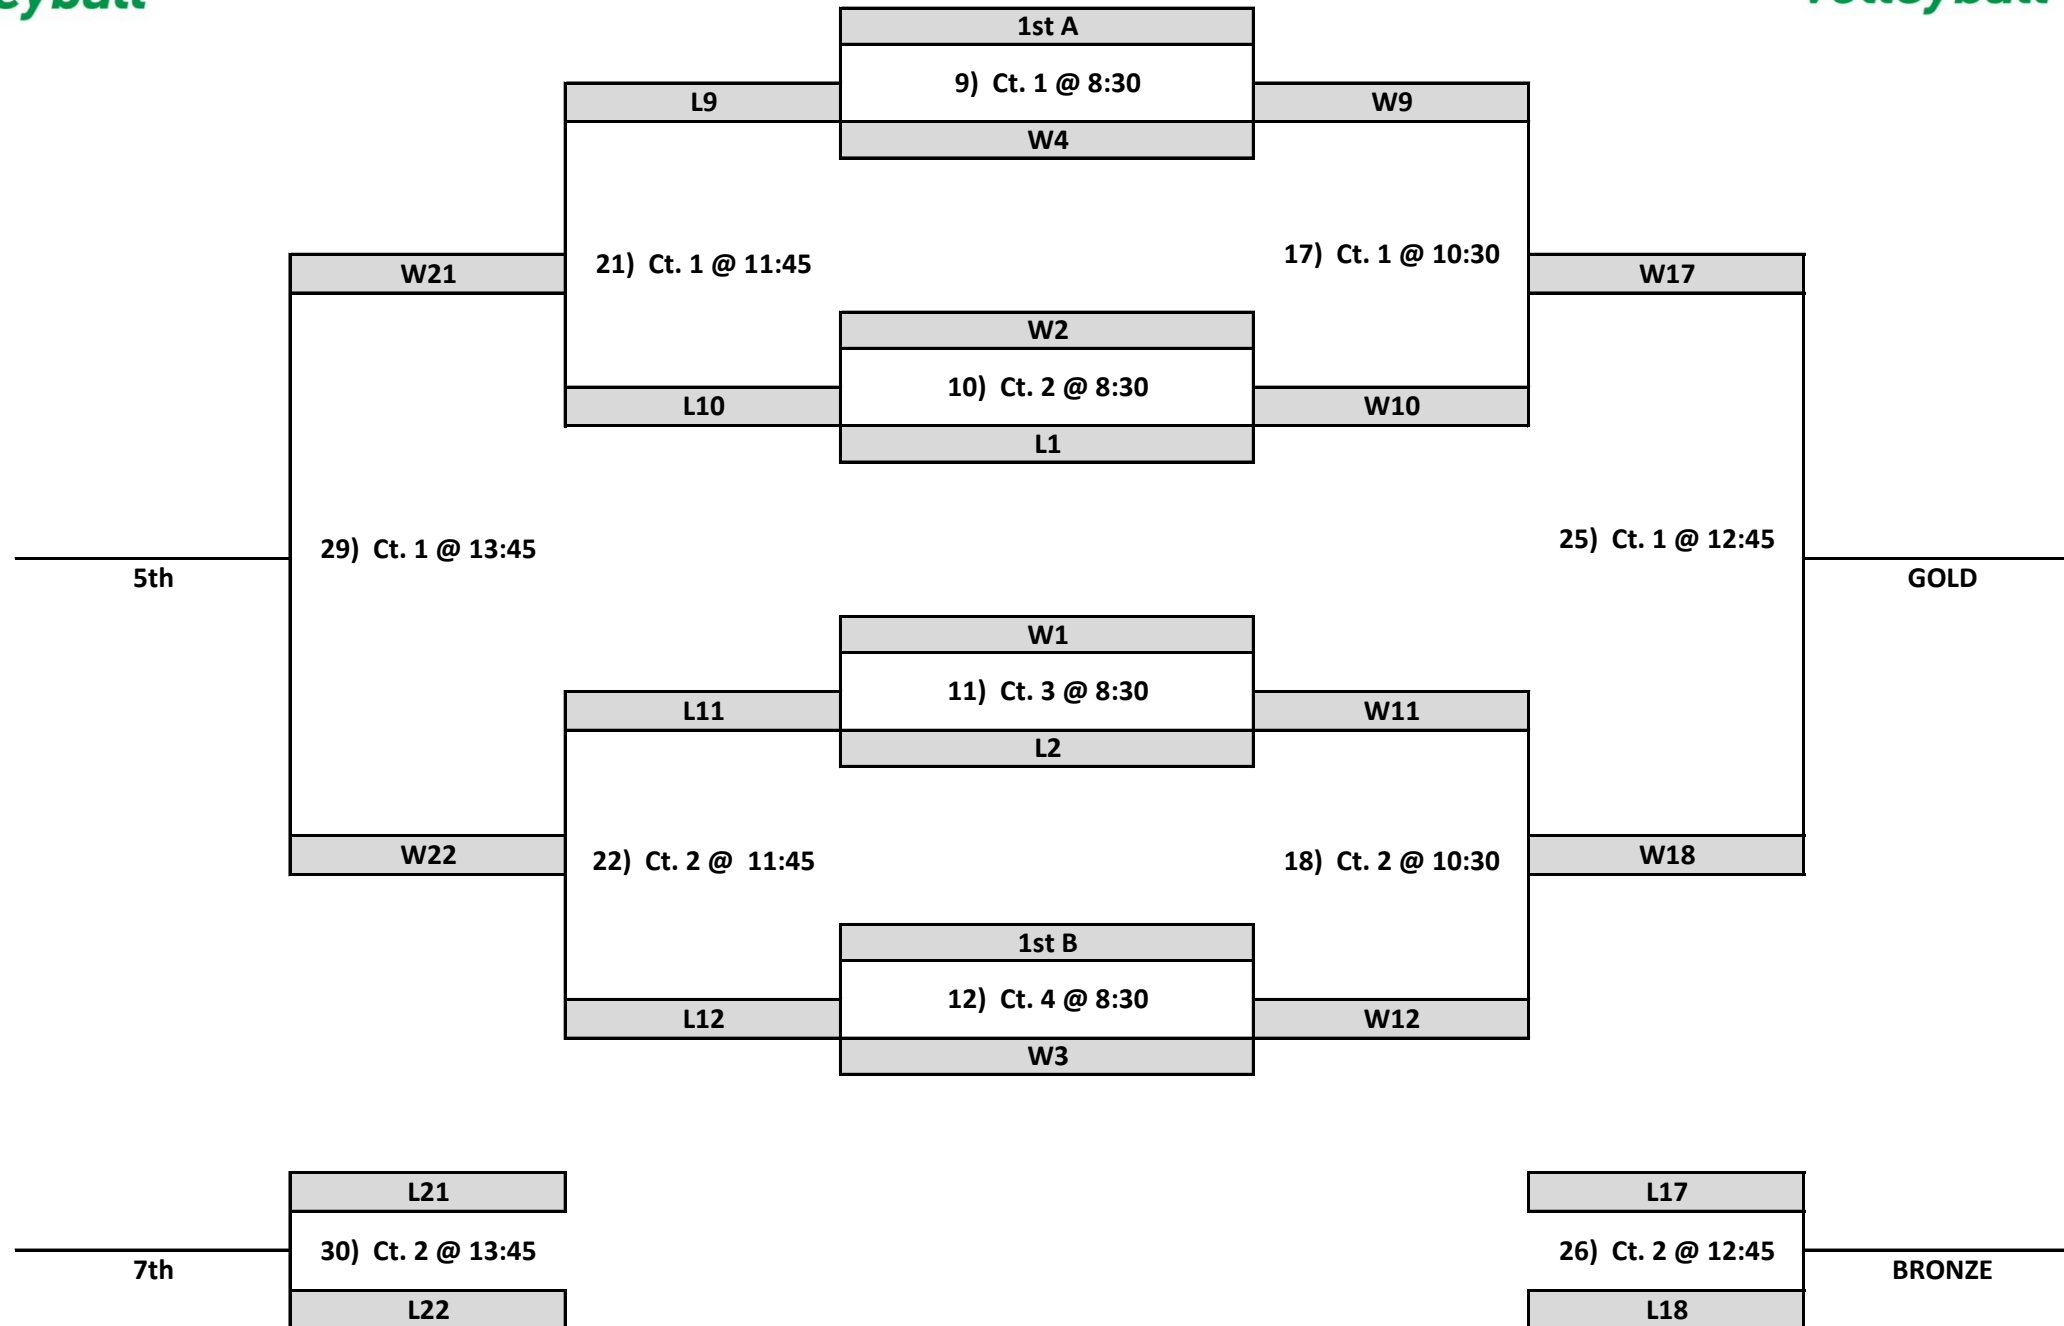 1st A
9) Ct. 1 @ 8:30
L9
W9
W4
21) Ct. 1 @ 11:45
17) Ct. 1 @ 10:30
W21
W17
W2
10) Ct. 2 @ 8:30
L10
W10
L1
29) Ct. 1 @ 13:45
25) Ct. 1 @ 12:45
5th
GOLD
W1
11) Ct. 3 @ 8:30
L11
W11
L2
W22
22) Ct. 2 @ 11:45
18) Ct. 2 @ 10:30
W18
1st B
12) Ct. 4 @ 8:30
L12
W12
W3
L21
L17
30) Ct. 2 @ 13:45
26) Ct. 2 @ 12:45
7th
BRONZE
L22
L18